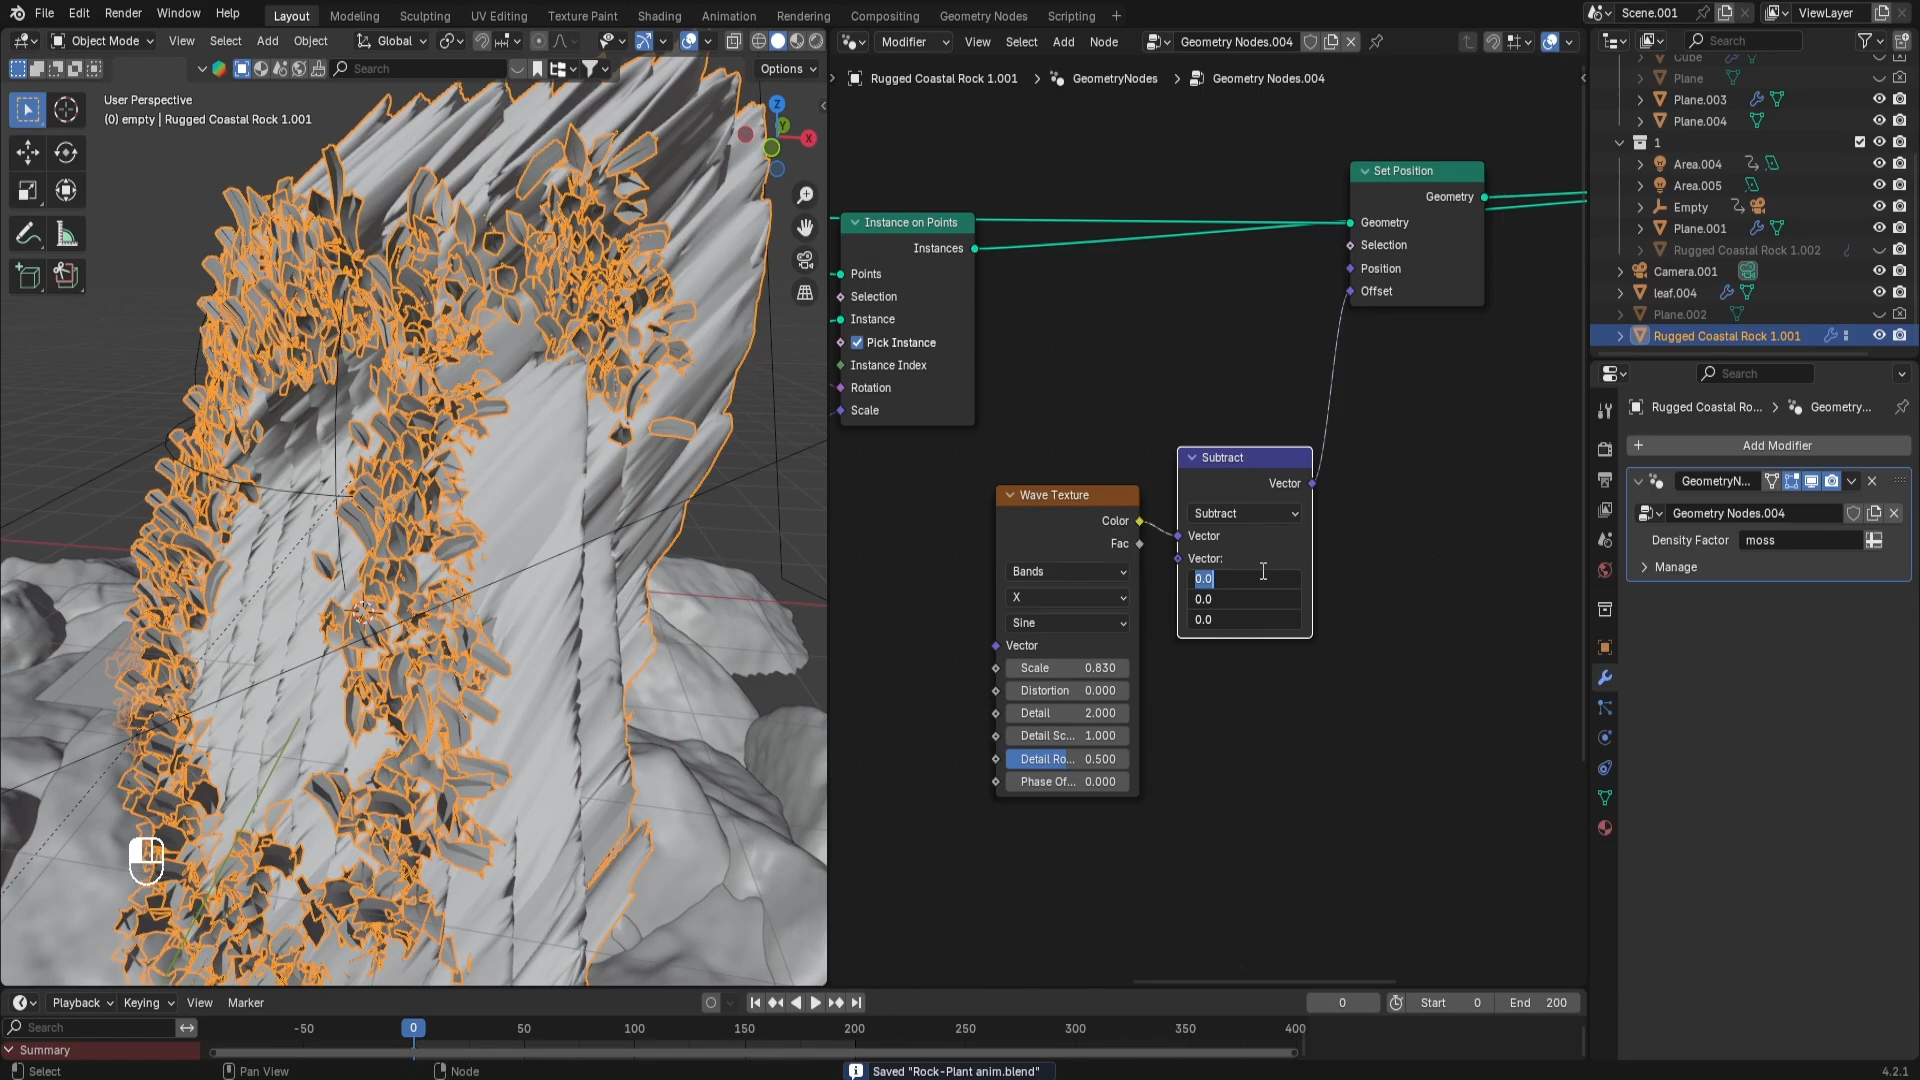 File Edit Render Window Help Layout Modeling Sculpting UV Editing Texture Paint Shading Animation Rendering Compositing Geometry Nodes Scripting + Scene.001 ViewLayer
Object Mode View Select Add Object Global Modifier View Select Add Node Geometry Nodes.004 Search
Search Options
Rugged Coastal Rock 1.001 > GeometryNodes > Geometry Nodes.004
User Perspective
(0) empty | Rugged Coastal Rock 1.001
Z
Y
X
Instance on Points
Instances
Points
Selection
Instance
Pick Instance
Instance Index
Rotation
Scale
Set Position
Geometry
Geometry
Selection
Position
Offset
Wave Texture
Color
Fac
Bands
X
Sine
Vector
Scale 0.830
Distortion 0.000
Detail 2.000
Detail Sc... 1.000
Detail Ro... 0.500
Phase Of... 0.000
Subtract
Vector
Subtract
Vector
Vector:
0.0
0.0
0.0
Cube
Plane
Plane.003
Plane.004
1
Area.004
Area.005
Empty
Plane.001
Rugged Coastal Rock 1.002
Camera.001
leaf.004
Plane.002
Rugged Coastal Rock 1.001
Search
Rugged Coastal Ro... > Geometry...
+ Add Modifier
GeometryN...
Geometry Nodes.004
Density Factor moss
Manage
Playback Keying View Marker 0 Start 0 End 200
Search -50 0 50 100 150 200 250 300 350 400
Summary
Select Pan View Node Saved "Rock-Plant anim.blend" 4.2.1